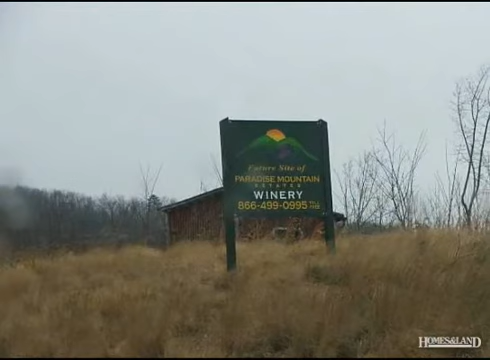 Future Site of
PARADISE MOUNTAIN
ESTATES
WINERY
866-499-0995
HOMES&LAND